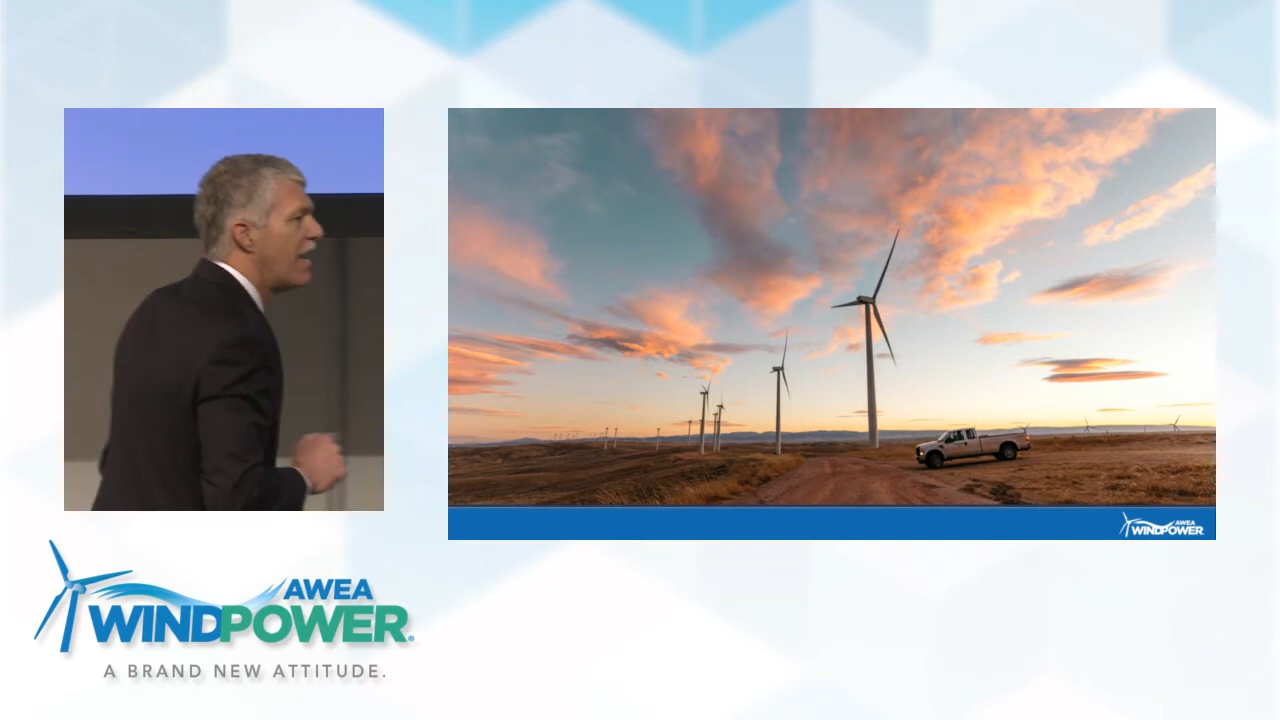 AWEA
WINDPOWER
AWEA
WINDPOWER®
A BRAND NEW ATTITUDE.